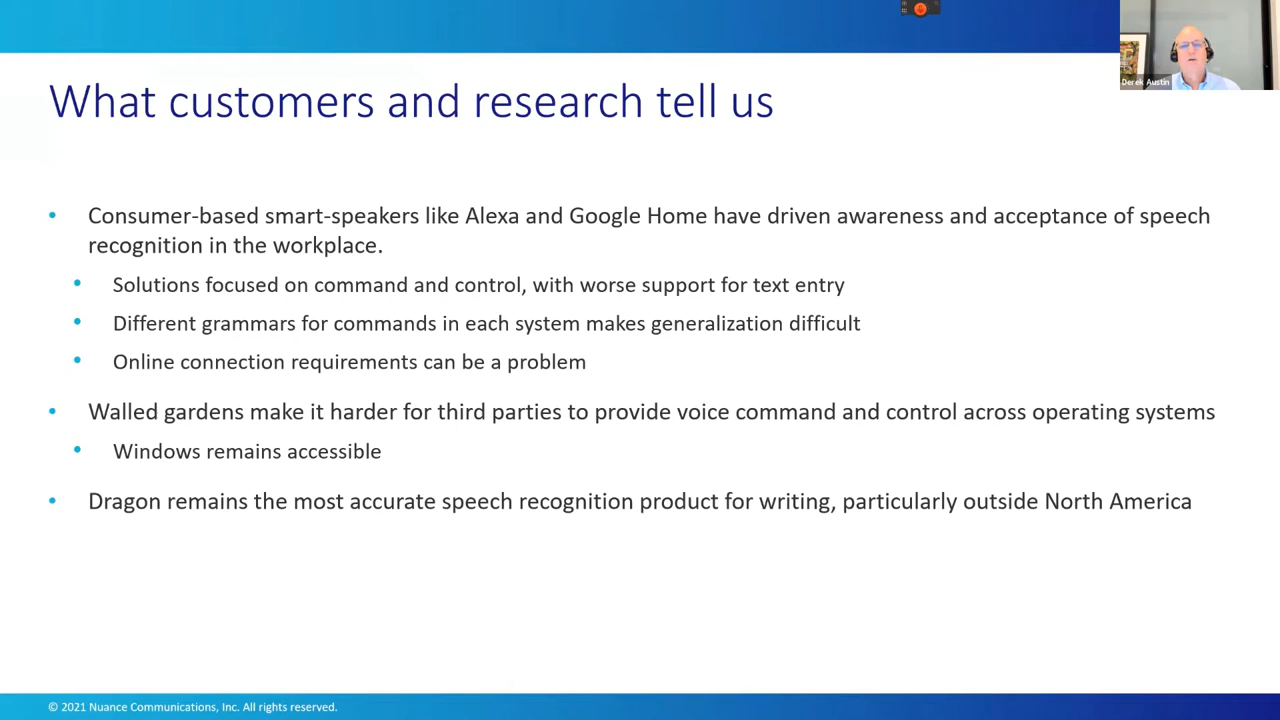 Derek Austin
What customers and research tell us
• Consumer-based smart-speakers like Alexa and Google Home have driven awareness and acceptance of speech
recognition in the workplace.
• Solutions focused on command and control, with worse support for text entry
• Different grammars for commands in each system makes generalization difficult
• Online connection requirements can be a problem
• Walled gardens make it harder for third parties to provide voice command and control across operating systems
• Windows remains accessible
• Dragon remains the most accurate speech recognition product for writing, particularly outside North America
© 2021 Nuance Communications, Inc. All rights reserved.